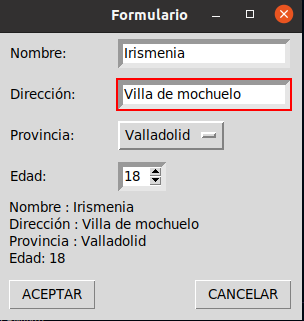 Formulario
Nombre: Irismenia
Dirección: Villa de mochuelo
Provincia: Valladolid
Edad: 18
Nombre : Irismenia
Dirección : Villa de mochuelo
Provincia : Valladolid
Edad: 18
ACEPTAR CANCELAR